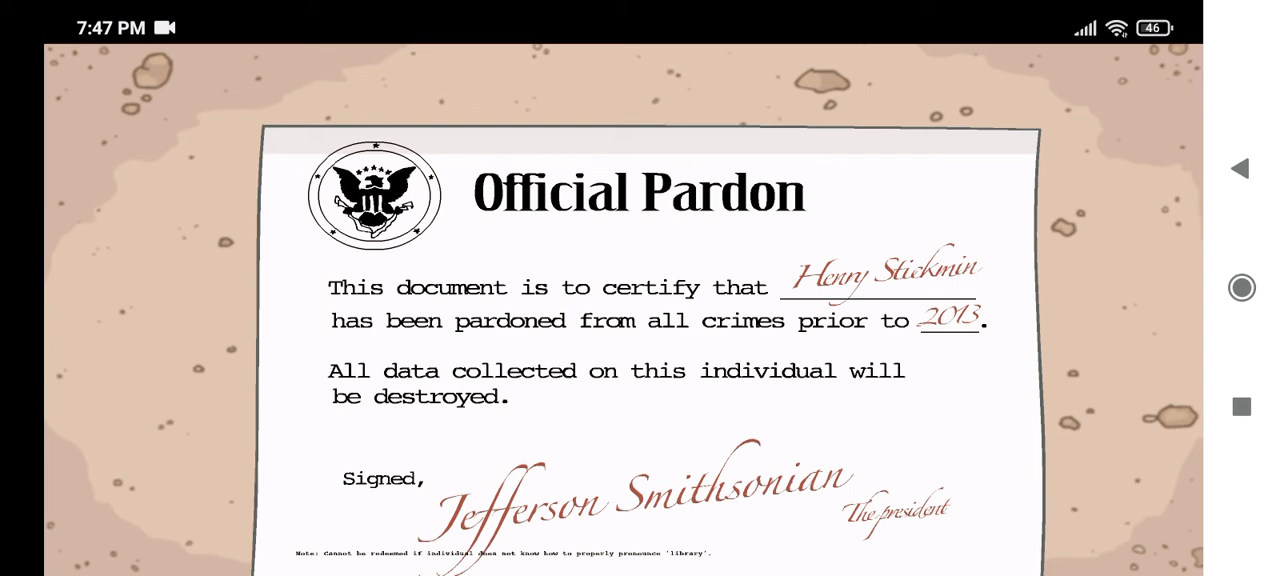 7:47 PM
46
Official Pardon
This document is to certify that Henry Stickmin
has been pardoned from all crimes prior to 2013.
All data collected on this individual will
be destroyed.
Signed,
Jefferson Smithsonian
The president
Note: Cannot be redeemed if individual does not know how to properly pronounce 'library'.